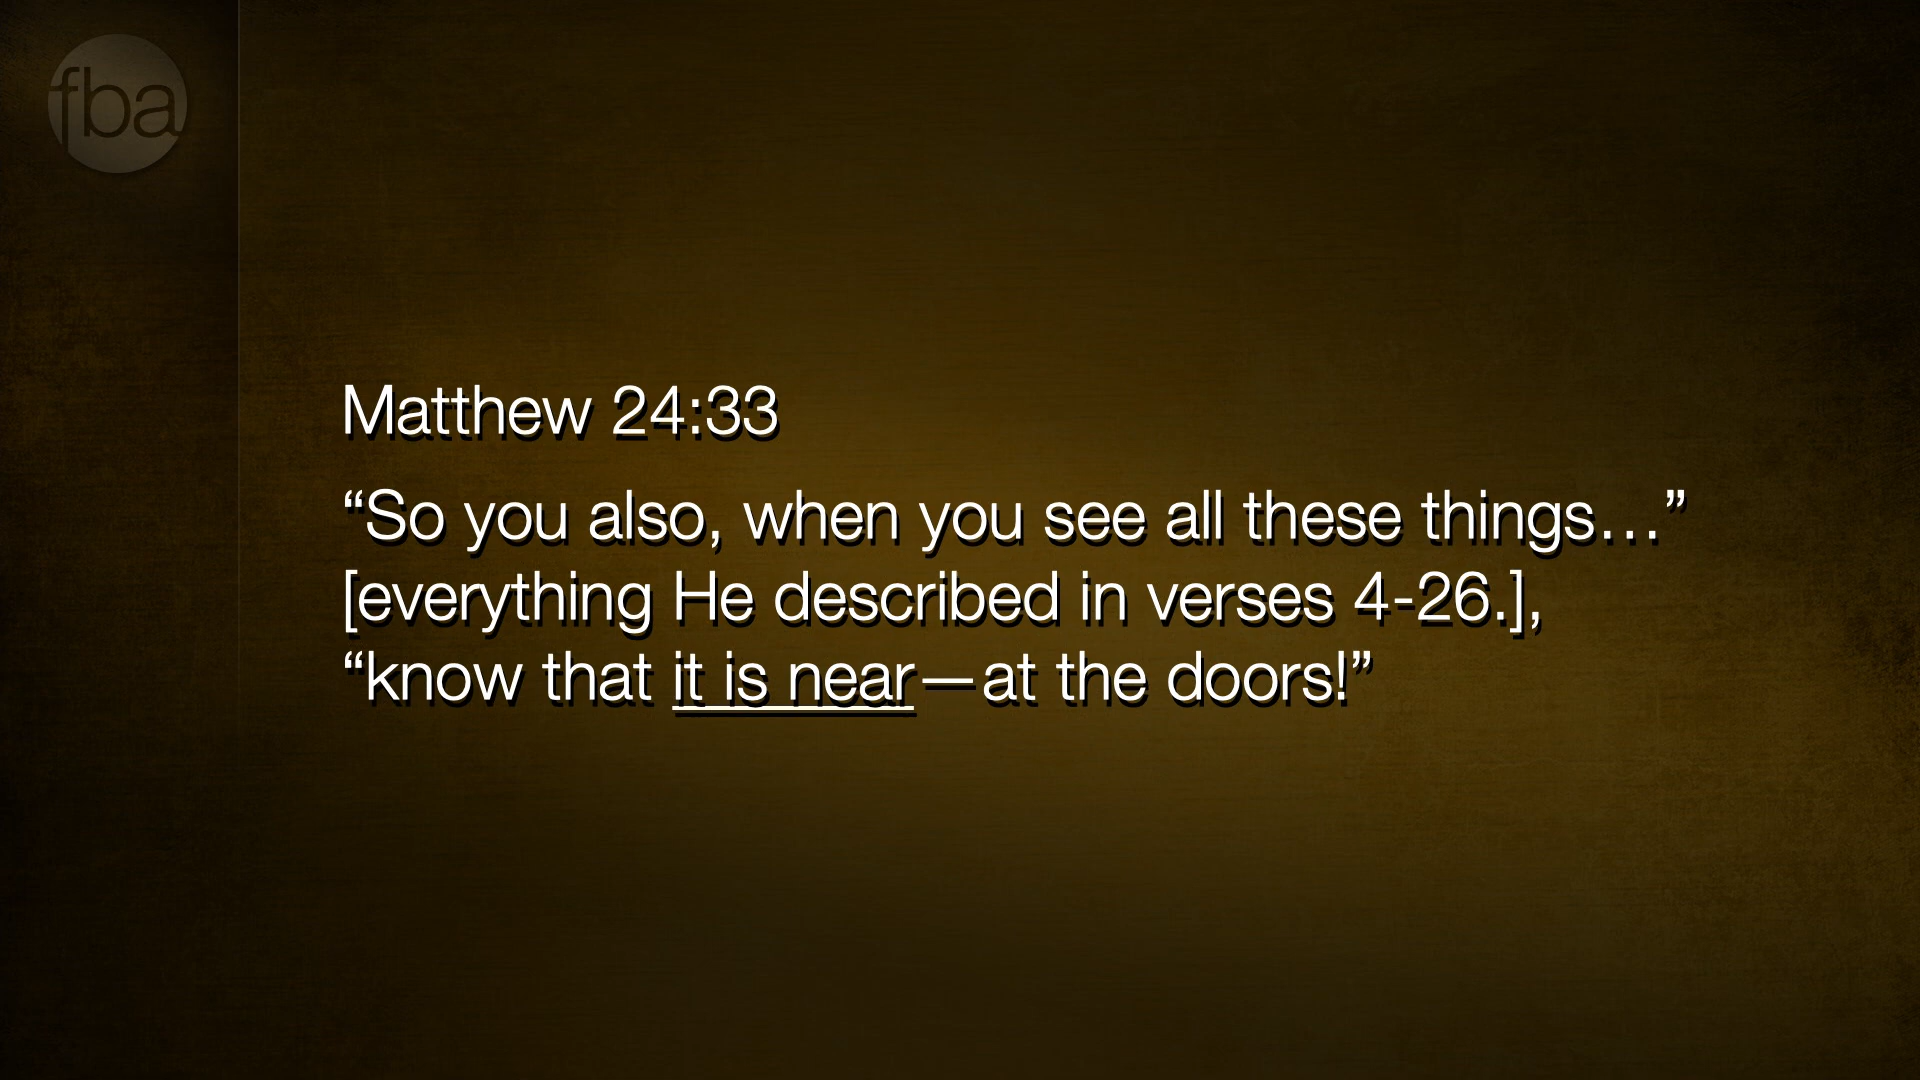 fba
Matthew 24:33
“So you also, when you see all these things…”
[everything He described in verses 4-26.],
“know that it is near—at the doors!”